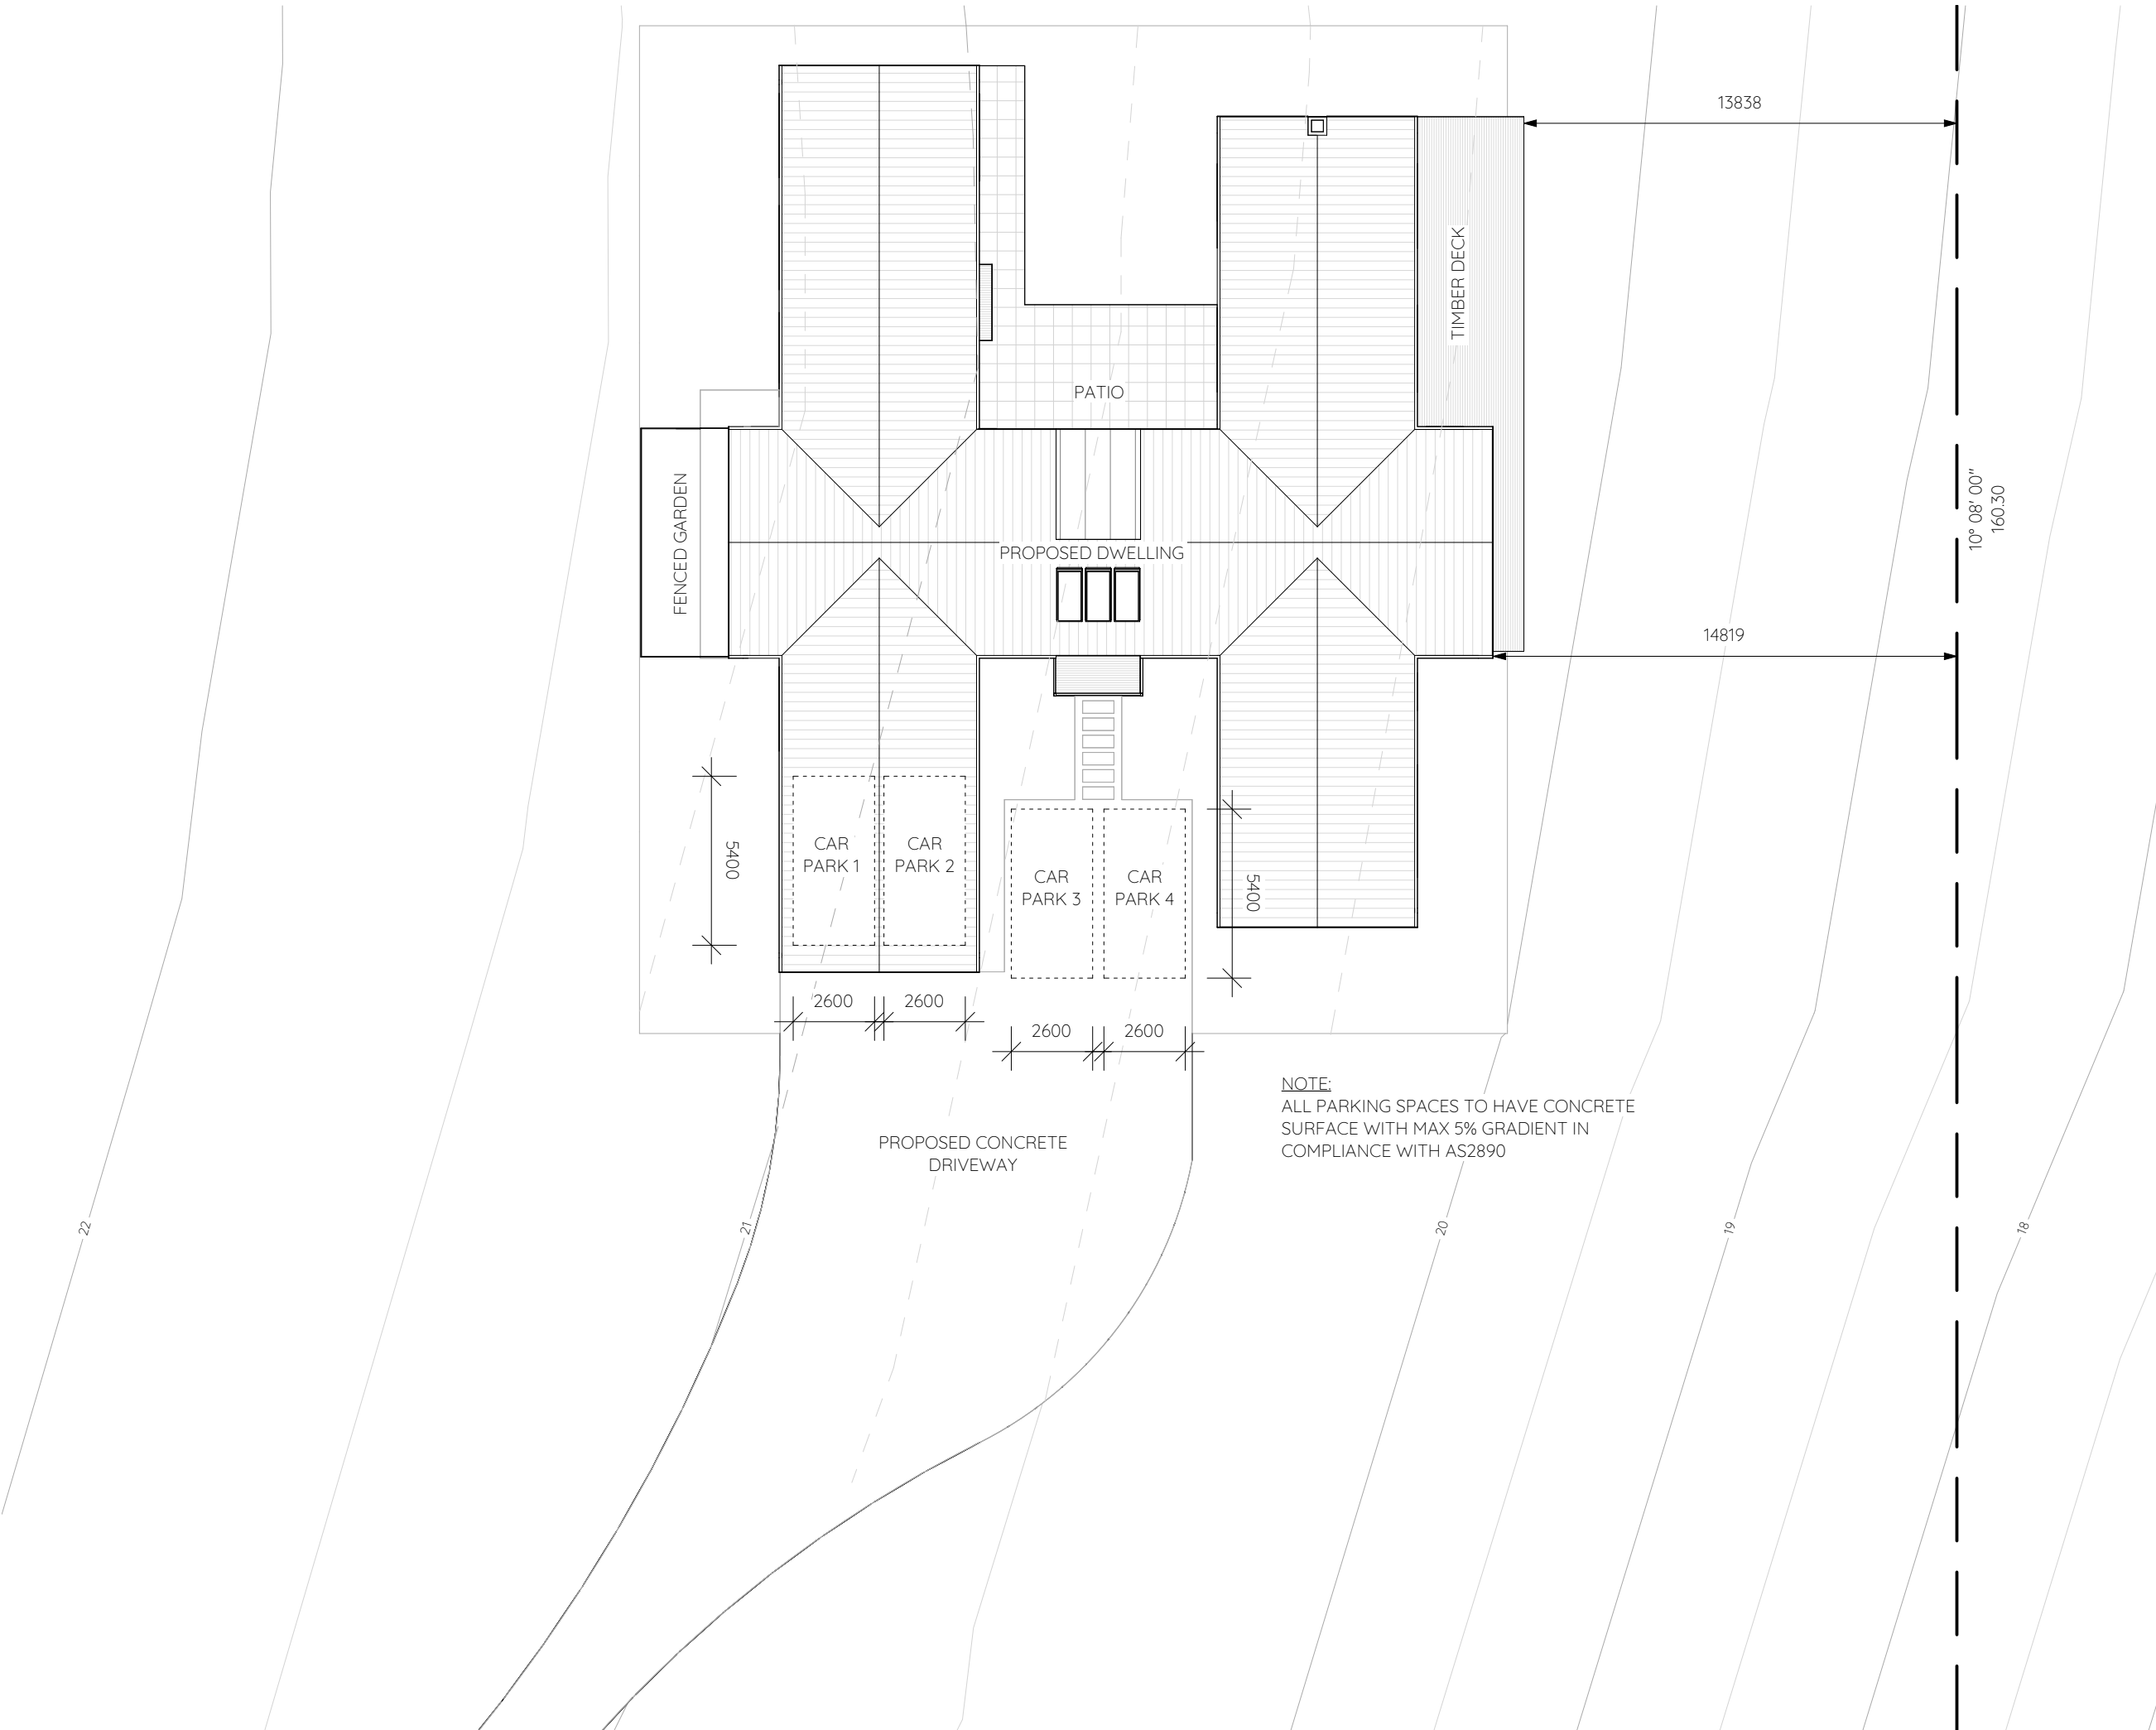 13838
TIMBER DECK
PATIO
FENCED GARDEN
PROPOSED DWELLING
10° 08' 00"
160.30
14819
5400
CAR
PARK 1
CAR
PARK 2
CAR
PARK 3
CAR
PARK 4
5400
2600
2600
2600
2600
NOTE:
ALL PARKING SPACES TO HAVE CONCRETE
SURFACE WITH MAX 5% GRADIENT IN
COMPLIANCE WITH AS2890
PROPOSED CONCRETE
DRIVEWAY
22
21
20
19
18